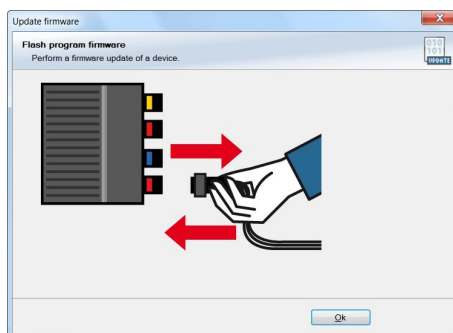 Update firmware
Flash program firmware
Perform a firmware update of a device.
010
101
UPDATE
Ok